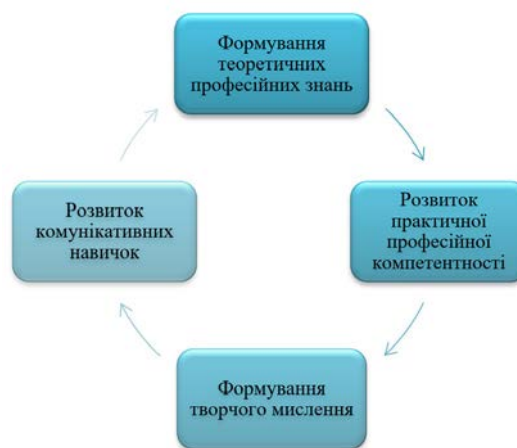 Формування
теоретичних
професійних знань
Розвиток
практичної
професійної
компетентності
Формування
творчого мислення
Розвиток
комунікативних
навичок